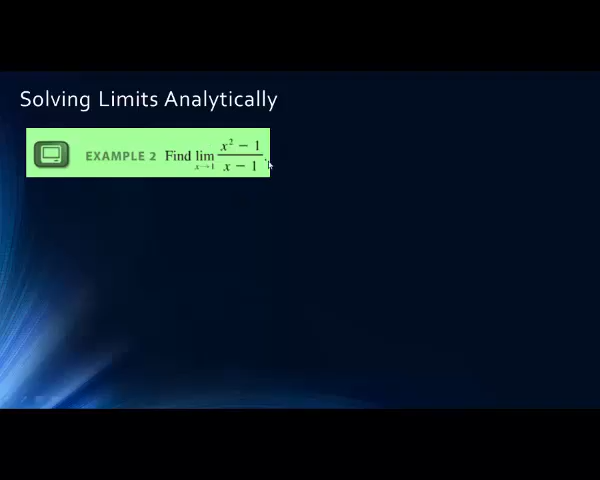 Solving Limits Analytically
EXAMPLE 2 Find lim x→1 x² − 1 / x − 1.